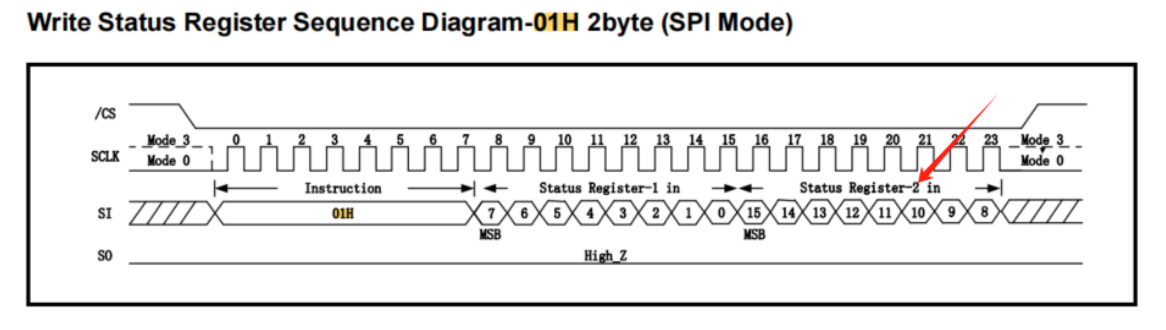 Write Status Register Sequence Diagram-01H 2byte (SPI Mode)
/CS
Mode 3 0 1 2 3 4 5 6 7 8 9 10 11 12 13 14 15 16 17 18 19 20 21 22 23 Mode 3
SCLK Mode 0 Mode 0
Instruction Status Register-1 in Status Register-2 in
SI 01H 7 6 5 4 3 2 1 0 15 14 13 12 11 10 9 8
MSB MSB
SO High_Z